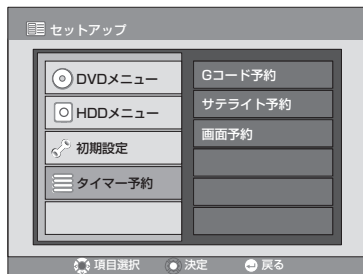 セットアップ
DVDメニュー
HDDメニュー
初期設定
タイマー予約
Gコード予約
サテライト予約
画面予約
項目選択 決定 戻る